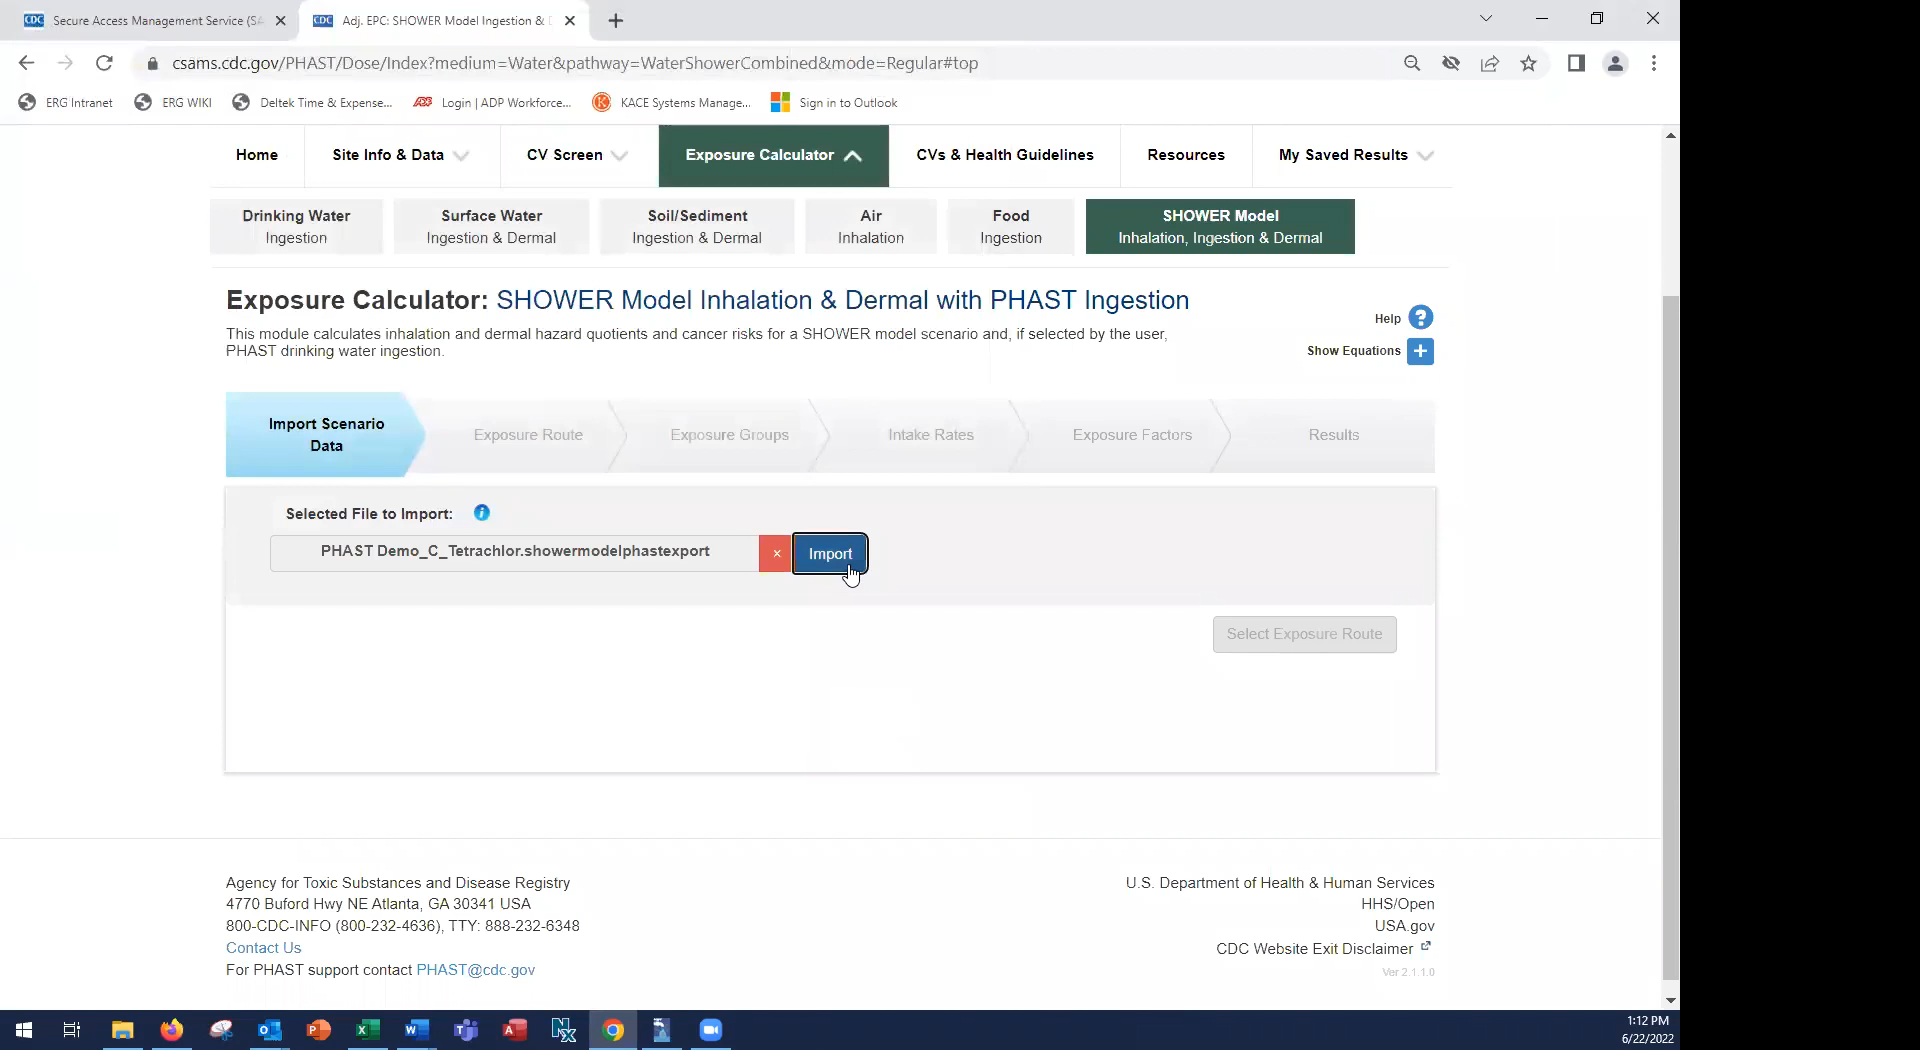 CDC Secure Access Management Service (SA
CDC Adj. EPC: SHOWER Model Ingestion &
csams.cdc.gov/PHAST/Dose/Index?medium=Water&pathway=WaterShowerCombined&mode=Regular#top
ERG Intranet
ERG WIKI
Deltek Time & Expense...
Login | ADP Workforce...
KACE Systems Manage...
Sign in to Outlook
Home
Site Info & Data
CV Screen
Exposure Calculator
CVs & Health Guidelines
Resources
My Saved Results
Drinking Water
Ingestion
Surface Water
Ingestion & Dermal
Soil/Sediment
Ingestion & Dermal
Air
Inhalation
Food
Ingestion
SHOWER Model
Inhalation, Ingestion & Dermal
Exposure Calculator: SHOWER Model Inhalation & Dermal with PHAST Ingestion
This module calculates inhalation and dermal hazard quotients and cancer risks for a SHOWER model scenario and, if selected by the user,
PHAST drinking water ingestion.
Help ?
Show Equations +
Import Scenario
Data
Exposure Route
Exposure Groups
Intake Rates
Exposure Factors
Results
Selected File to Import: i
PHAST Demo_C_Tetrachlor.showermodelphastexport
×
Import
Select Exposure Route
Agency for Toxic Substances and Disease Registry
4770 Buford Hwy NE Atlanta, GA 30341 USA
800-CDC-INFO (800-232-4636), TTY: 888-232-6348
Contact Us
For PHAST support contact PHAST@cdc.gov
U.S. Department of Health & Human Services
HHS/Open
USA.gov
CDC Website Exit Disclaimer
Ver 2.1.1.0
1:12 PM
6/22/2022